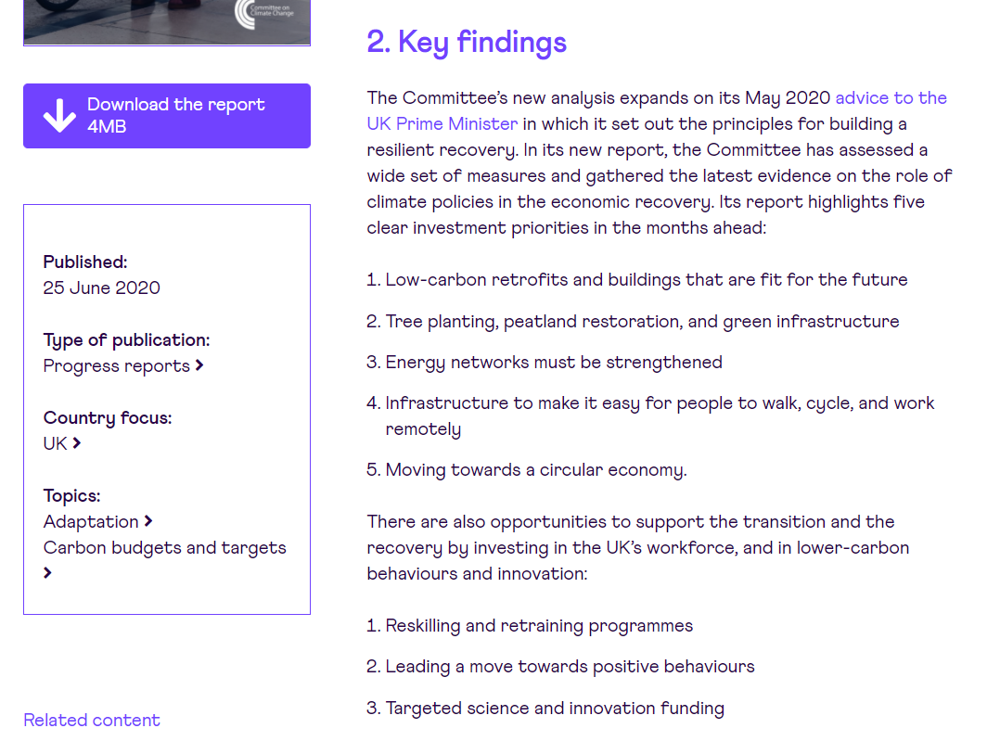 Committee on
Climate Change
Download the report
4MB
Published:
25 June 2020
Type of publication:
Progress reports
Country focus:
UK
Topics:
Adaptation
Carbon budgets and targets
Related content
2. Key findings
The Committee’s new analysis expands on its May 2020 advice to the
UK Prime Minister in which it set out the principles for building a
resilient recovery. In its new report, the Committee has assessed a
wide set of measures and gathered the latest evidence on the role of
climate policies in the economic recovery. Its report highlights five
clear investment priorities in the months ahead:
1. Low-carbon retrofits and buildings that are fit for the future
2. Tree planting, peatland restoration, and green infrastructure
3. Energy networks must be strengthened
4. Infrastructure to make it easy for people to walk, cycle, and work
remotely
5. Moving towards a circular economy.
There are also opportunities to support the transition and the
recovery by investing in the UK’s workforce, and in lower-carbon
behaviours and innovation:
1. Reskilling and retraining programmes
2. Leading a move towards positive behaviours
3. Targeted science and innovation funding